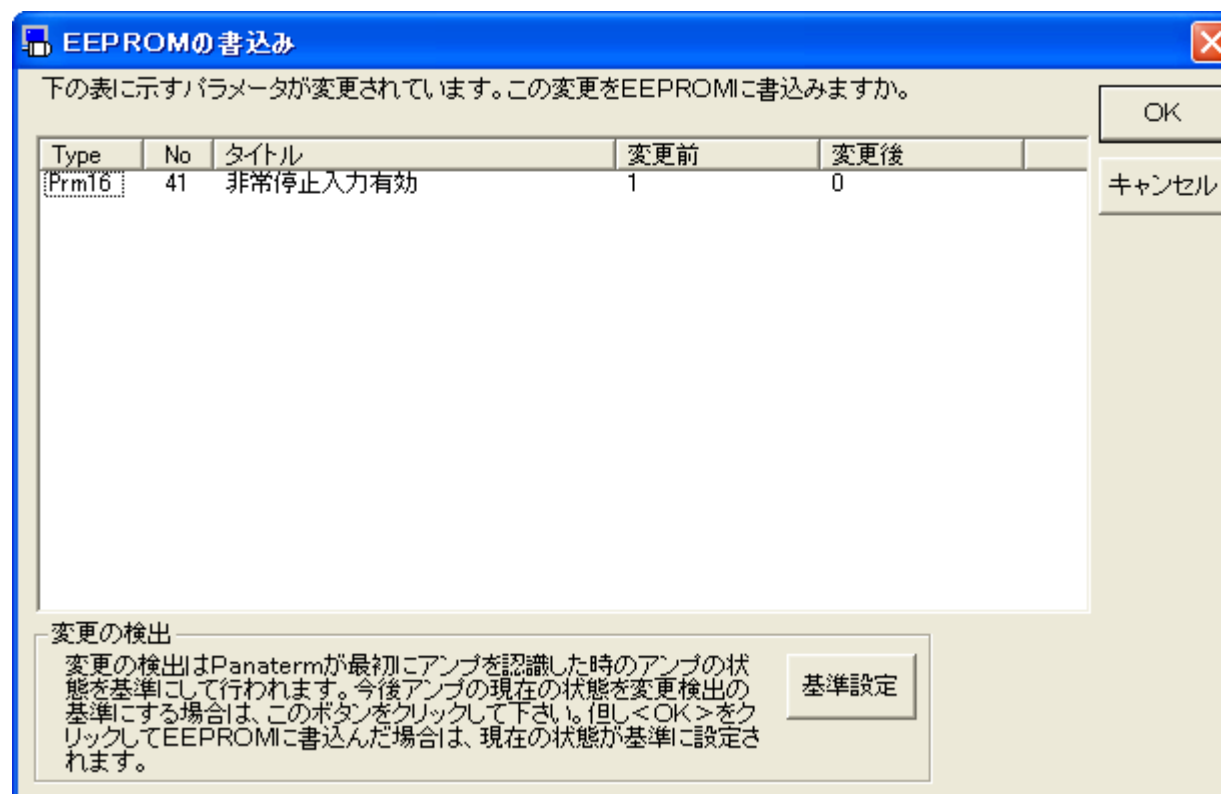 EEPROMの書込み
下の表に示すパラメータが変更されています。この変更をEEPROMに書込みますか。
OK
キャンセル
Type No タイトル 変更前 変更後
Prm16 41 非常停止入力有効 1 0
変更の検出
変更の検出はPanatermが最初にアンプを認識した時のアンプの状
態を基準にして行われます。今後アンプの現在の状態を変更検出の
基準にする場合は、このボタンをクリックして下さい。但し<OK>をク
リックしてEEPROMに書込んだ場合は、現在の状態が基準に設定さ
れます。
基準設定